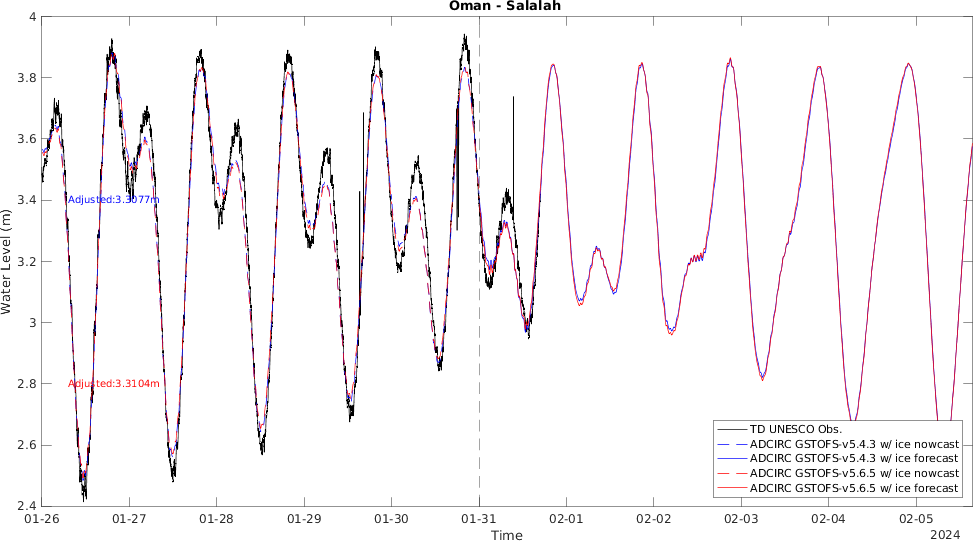 Oman - Salalah
Water Level (m)
4
3.8
3.6
3.4
3.2
3
2.8
2.6
2.4
Adjusted:3.3077m
Adjusted:3.3104m
TD UNESCO Obs.
ADCIRC GSTOFS-v5.4.3 w/ ice nowcast
ADCIRC GSTOFS-v5.4.3 w/ ice forecast
ADCIRC GSTOFS-v5.6.5 w/ ice nowcast
ADCIRC GSTOFS-v5.6.5 w/ ice forecast
01-26 01-27 01-28 01-29 01-30 01-31 02-01 02-02 02-03 02-04 02-05
Time
2024